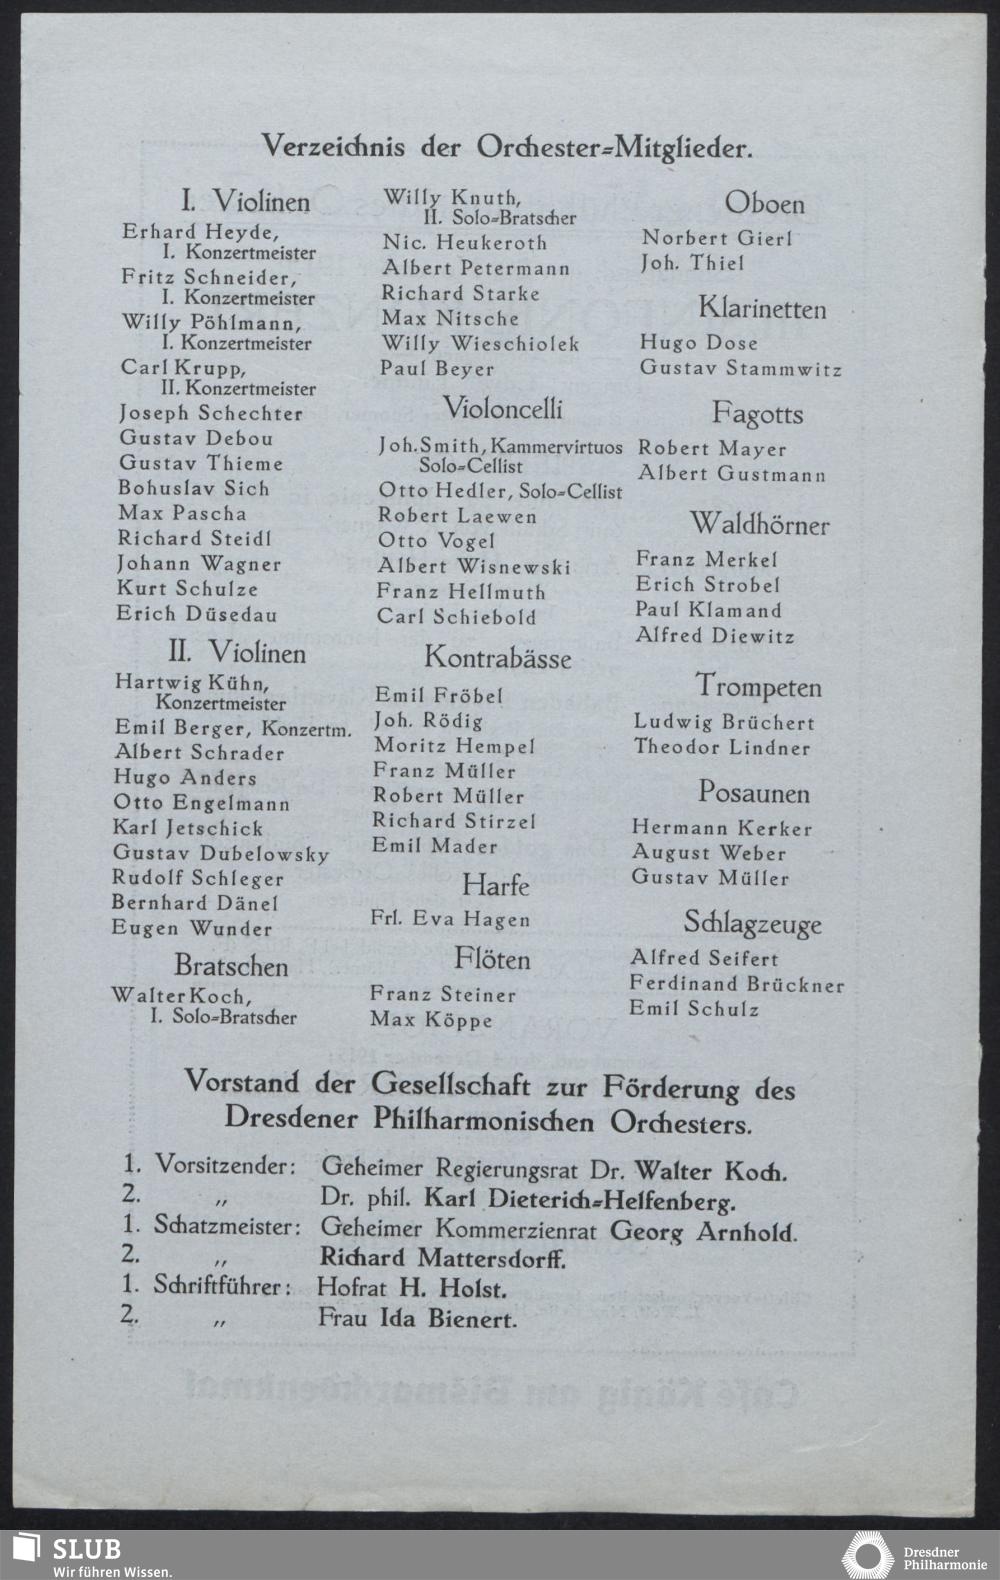 Verzeichnis der Orchester=Mitglieder.
I. Violinen
Erhard Heyde,
I. Konzertmeister
Fritz Schneider,
I. Konzertmeister
Willy Pöhlmann,
I. Konzertmeister
Carl Krupp,
II. Konzertmeister
Joseph Schechter
Gustav Debou
Gustav Thieme
Bohuslav Sich
Max Pascha
Richard Steidl
Johann Wagner
Kurt Schulze
Erich Düsedau
II. Violinen
Hartwig Kühn,
Konzertmeister
Emil Berger, Konzertm.
Albert Schrader
Hugo Anders
Otto Engelmann
Karl Jetschick
Gustav Dubelowsky
Rudolf Schleger
Bernhard Dänel
Eugen Wunder
Bratschen
Walter Koch,
I. Solo=Bratscher
Willy Knuth,
II. Solo=Bratscher
Nic. Heukeroth
Albert Petermann
Richard Starke
Max Nitsche
Willy Wieschiolek
Paul Beyer
Violoncelli
Joh. Smith, Kammervirtuos
Solo=Cellist
Otto Hedler, Solo=Cellist
Robert Laewen
Otto Vogel
Albert Wisnewski
Franz Hellmuth
Carl Schiebold
Kontrabässe
Emil Fröbel
Joh. Rödig
Moritz Hempel
Franz Müller
Robert Müller
Richard Stirzel
Emil Mader
Harfe
Frl. Eva Hagen
Flöten
Franz Steiner
Max Köppe
Oboen
Norbert Gierl
Joh. Thiel
Klarinetten
Hugo Dose
Gustav Stammwitz
Fagotts
Robert Mayer
Albert Gustmann
Waldhörner
Franz Merkel
Erich Strobel
Paul Klamand
Alfred Diewitz
Trompeten
Ludwig Brüchert
Theodor Lindner
Posaunen
Hermann Kerker
August Weber
Gustav Müller
Schlagzeuge
Alfred Seifert
Ferdinand Brückner
Emil Schulz
Vorstand der Gesellschaft zur Förderung des
Dresdener Philharmonischen Orchesters.
1. Vorsitzender: Geheimer Regierungsrat Dr. Walter Koch.
2. „ Dr. phil. Karl Dieterich=Helfenberg.
1. Schatzmeister: Geheimer Kommerzienrat Georg Arnhold.
2. „ Richard Mattersdorff.
1. Schriftführer: Hofrat H. Holst.
2. „ Frau Ida Bienert.
SLUB
Wir führen Wissen.
Dresdner
Philharmonie